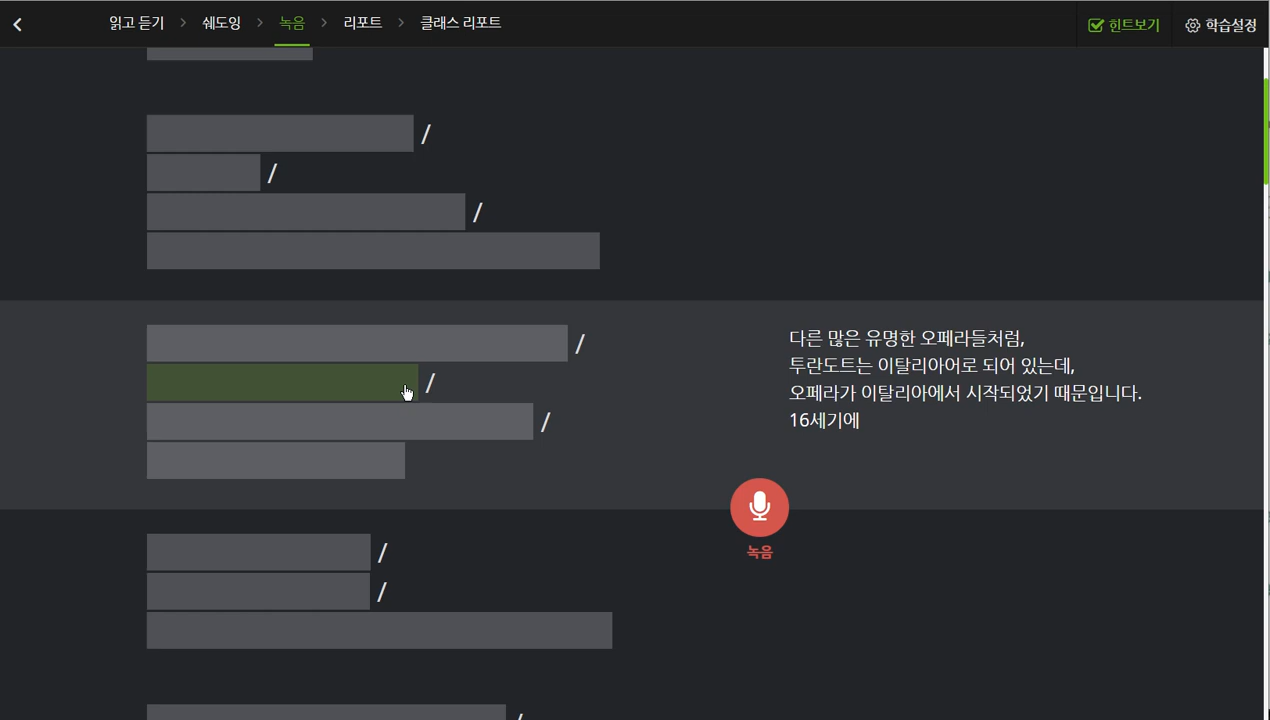 읽고 듣기 > 쉐도잉 > 녹음 > 리포트 > 클래스 리포트
힌트보기
학습설정
/
/
/
/
다른 많은 유명한 오페라들처럼,
/
투란도트는 이탈리아어로 되어 있는데,
/
오페라가 이탈리아에서 시작되었기 때문입니다.
16세기에
녹음
/
/
/